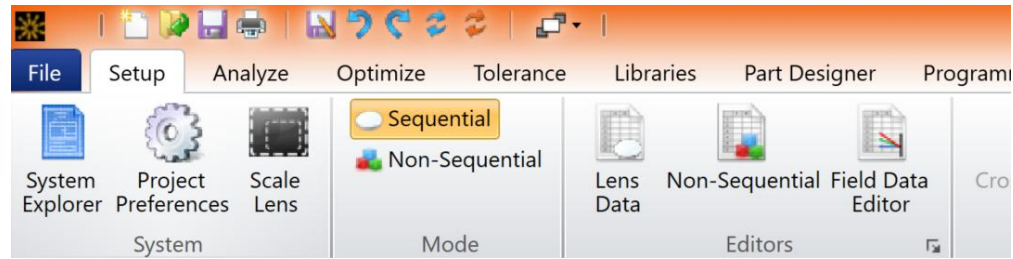 File Setup Analyze Optimize Tolerance Libraries Part Designer
Sequential
Non-Sequential
System Explorer
Project Preferences
Scale Lens
Lens Data
Non-Sequential
Field Data Editor
System Mode Editors